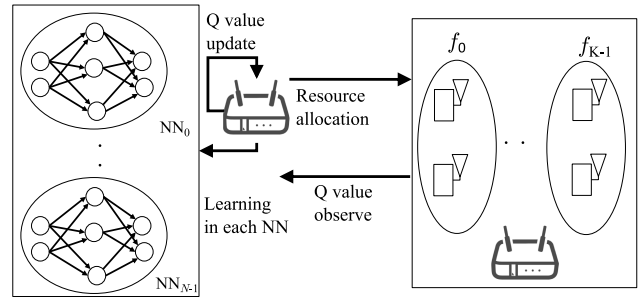 Q value
update
NN0
Resource
allocation
f0
fK-1
. .
Learning
in each NN
Q value
observe
NNN-1